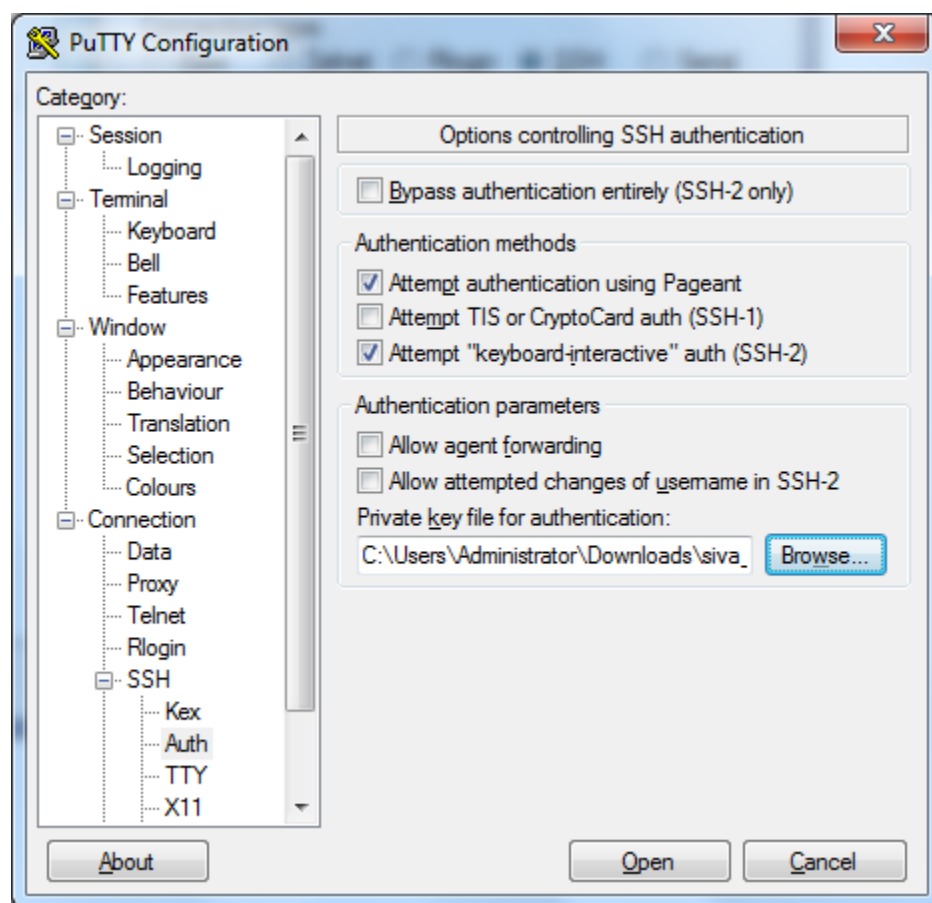 PuTTY Configuration
Category:
Session
Logging
Terminal
Keyboard
Bell
Features
Window
Appearance
Behaviour
Translation
Selection
Colours
Connection
Data
Proxy
Telnet
Rlogin
SSH
Kex
Auth
TTY
X11
Options controlling SSH authentication
Bypass authentication entirely (SSH-2 only)
Authentication methods
Attempt authentication using Pageant
Attempt TIS or CryptoCard auth (SSH-1)
Attempt "keyboard-interactive" auth (SSH-2)
Authentication parameters
Allow agent forwarding
Allow attempted changes of username in SSH-2
Private key file for authentication:
C:\Users\Administrator\Downloads\siva_ Browse...
About Open Cancel